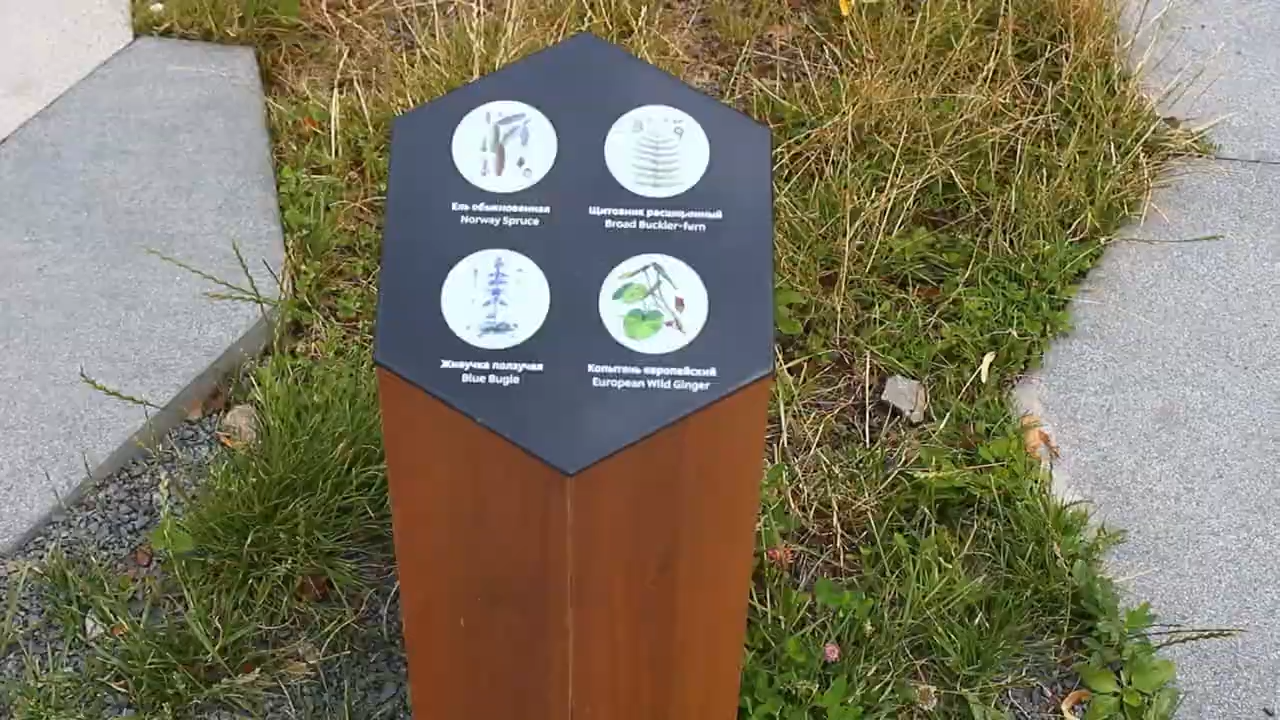 Ель обыкновенная
Norway Spruce
Щитовник расширенный
Broad Buckler-fern
Живучка ползучая
Blue Bugle
Копытень европейский
European Wild Ginger